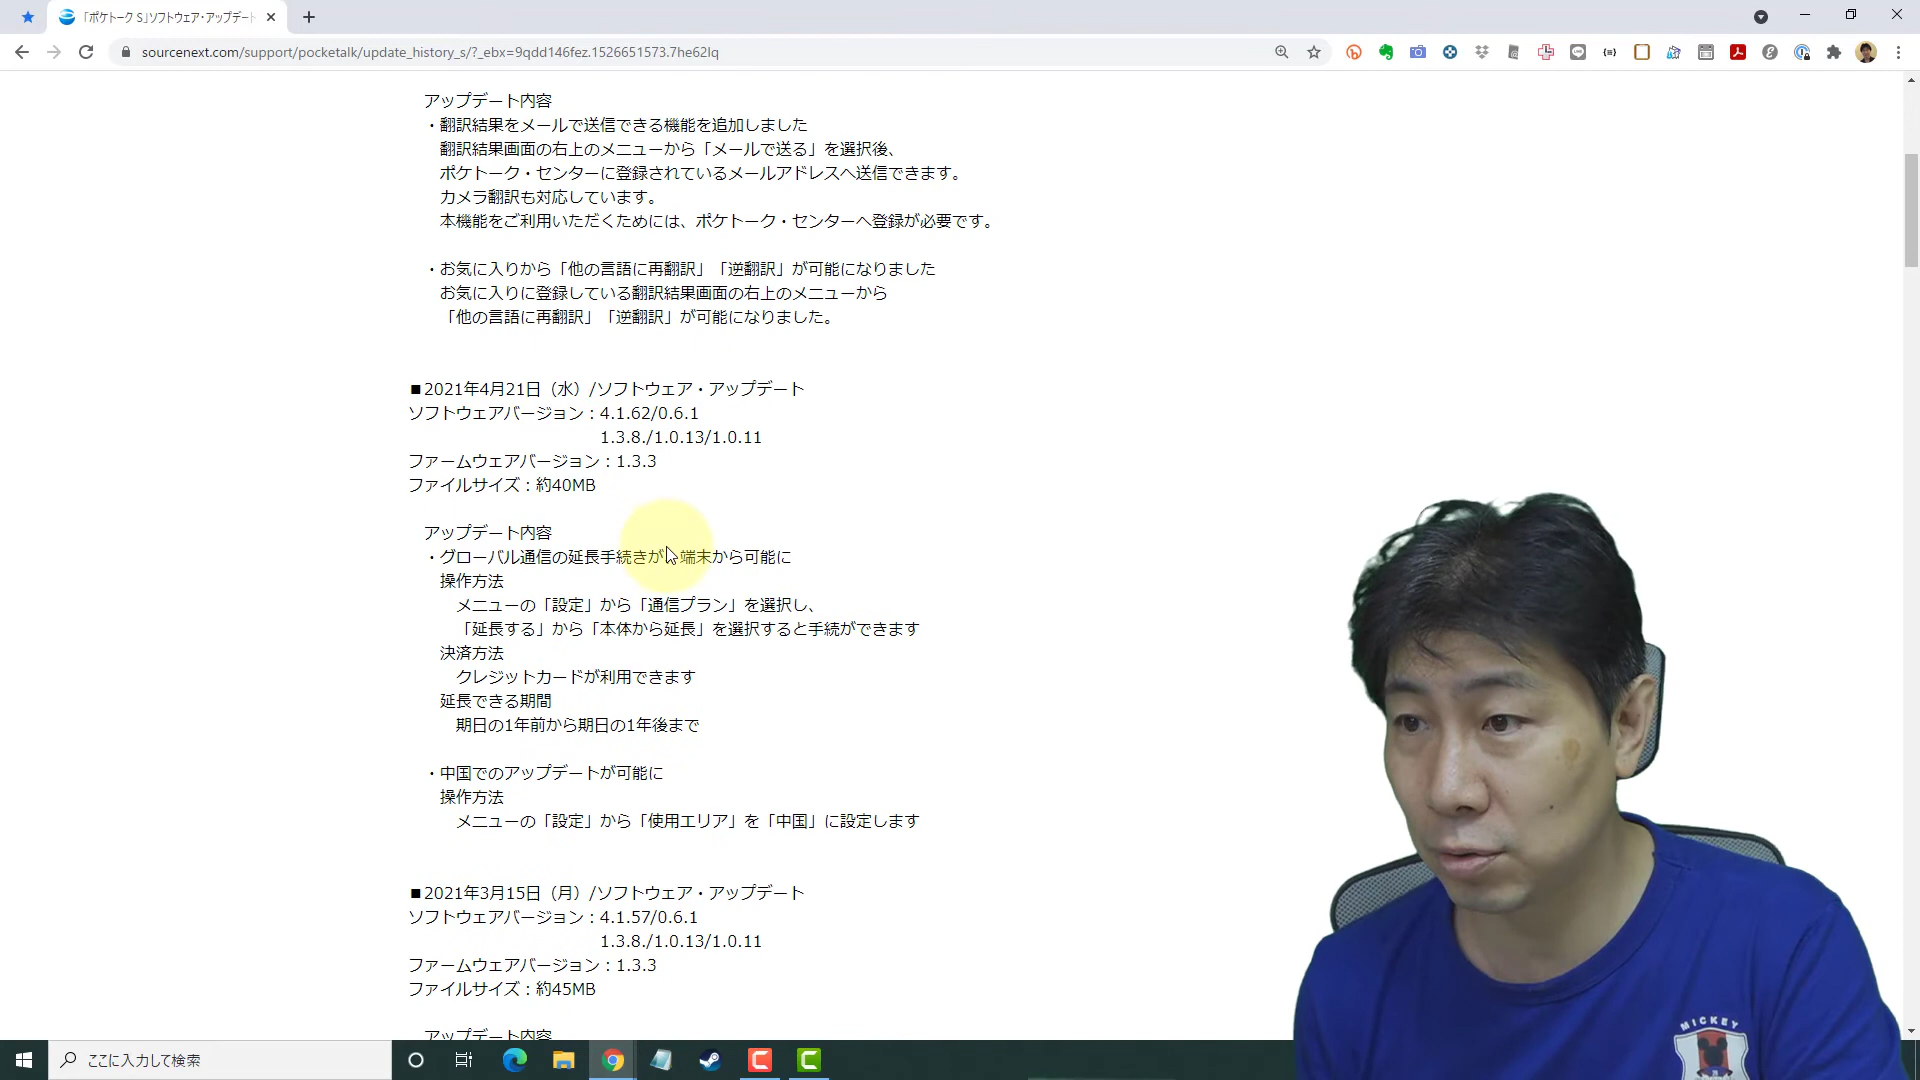 「ポケトーク S」ソフトウェア・アップデート
sourcenext.com/support/pocketalk/update_history_s/?_ebx=9qdd146fez.1526651573.7he62lq
アップデート内容
・翻訳結果をメールで送信できる機能を追加しました
翻訳結果画面の右上のメニューから「メールで送る」を選択後、
ポケトーク・センターに登録されているメールアドレスへ送信できます。
カメラ翻訳も対応しています。
本機能をご利用いただくためには、ポケトーク・センターへ登録が必要です。
・お気に入りから「他の言語に再翻訳」「逆翻訳」が可能になりました
お気に入りに登録している翻訳結果画面の右上のメニューから
「他の言語に再翻訳」「逆翻訳」が可能になりました。
■2021年4月21日（水）/ソフトウェア・アップデート
ソフトウェアバージョン：4.1.62/0.6.1
1.3.8./1.0.13/1.0.11
ファームウェアバージョン：1.3.3
ファイルサイズ：約40MB
アップデート内容
・グローバル通信の延長手続きが、端末から可能に
操作方法
メニューの「設定」から「通信プラン」を選択し、
「延長する」から「本体から延長」を選択すると手続ができます
決済方法
クレジットカードが利用できます
延長できる期間
期日の1年前から期日の1年後まで
・中国でのアップデートが可能に
操作方法
メニューの「設定」から「使用エリア」を「中国」に設定します
■2021年3月15日（月）/ソフトウェア・アップデート
ソフトウェアバージョン：4.1.57/0.6.1
1.3.8./1.0.13/1.0.11
ファームウェアバージョン：1.3.3
ファイルサイズ：約45MB
アップデート内容
MICKEY
ここに入力して検索